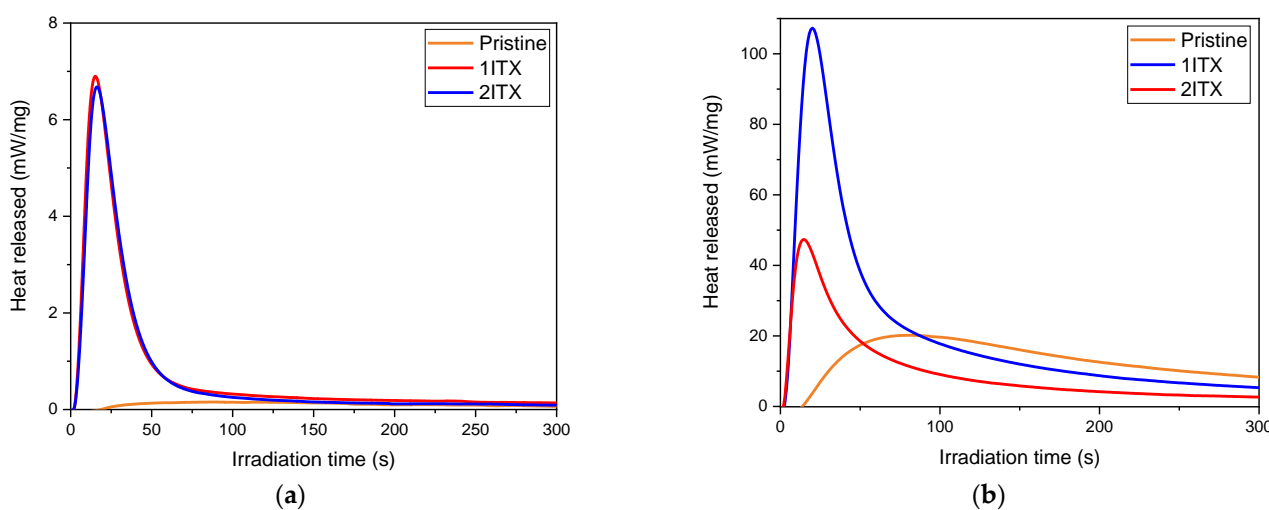 8
6
4
2
0
Heat released (mW/mg)
Pristine
1ITX
2ITX
0
50
100
150
200
250
300
Irradiation time (s)
(a)
100
80
60
40
20
0
Heat released (mW/mg)
Pristine
1ITX
2ITX
0
100
200
300
Irradiation time (s)
(b)